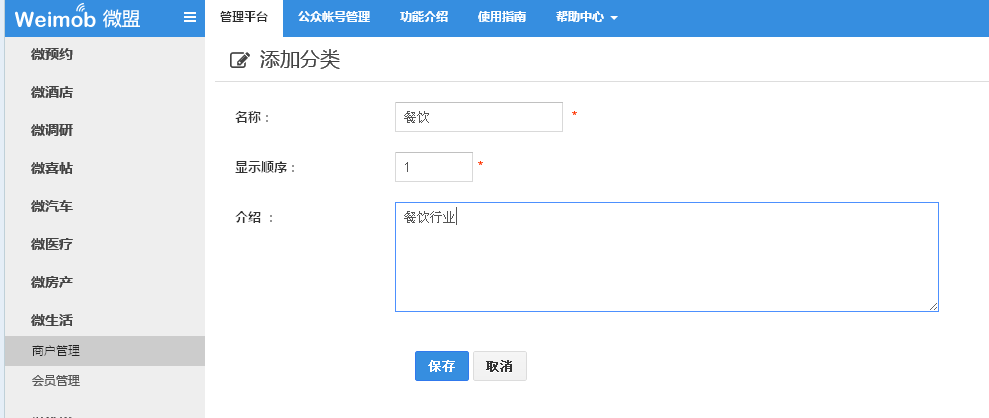 Weimob 微盟
管理平台 公众帐号管理 功能介绍 使用指南 帮助中心
微预约
微酒店
微调研
微喜帖
微汽车
微医疗
微房产
微生活
商户管理
会员管理
添加分类
名称：
餐饮 *
显示顺序：
1 *
介绍 ：
餐饮行业
保存 取消